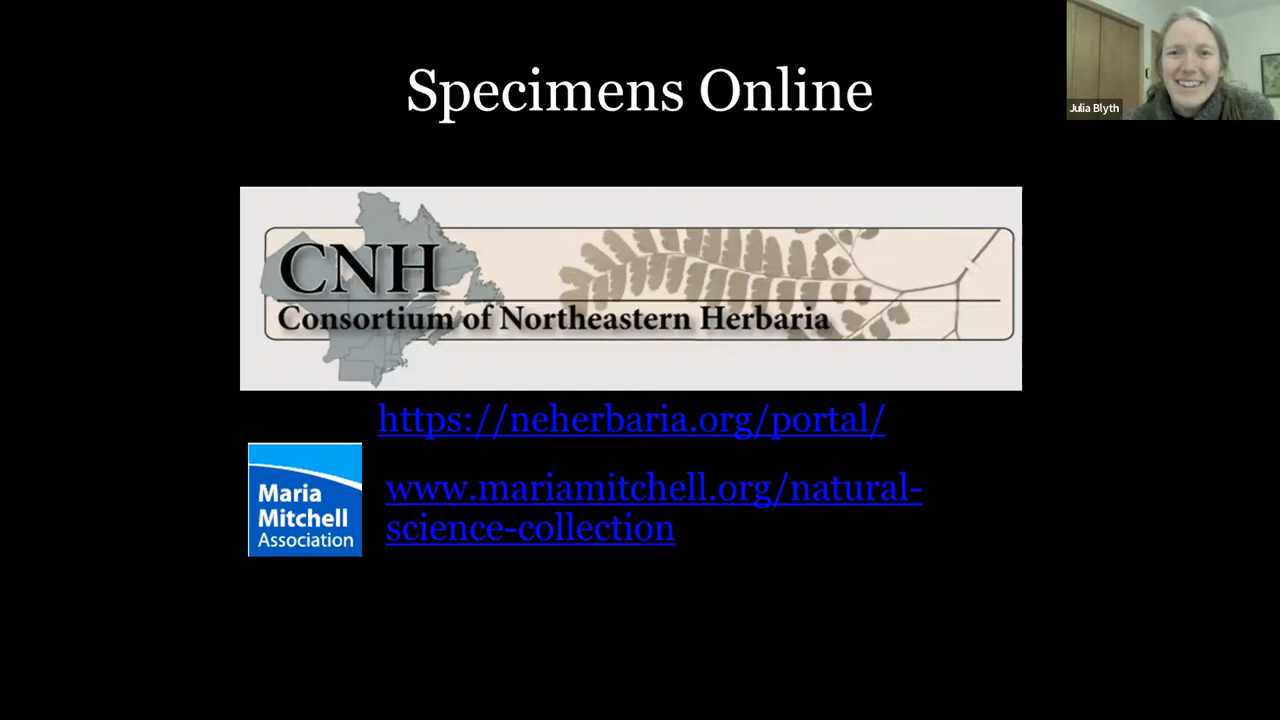 Specimens Online
Julia Blyth
CNH
Consortium of Northeastern Herbaria
https://neherbaria.org/portal/
Maria
Mitchell
Association
www.mariamitchell.org/natural-
science-collection